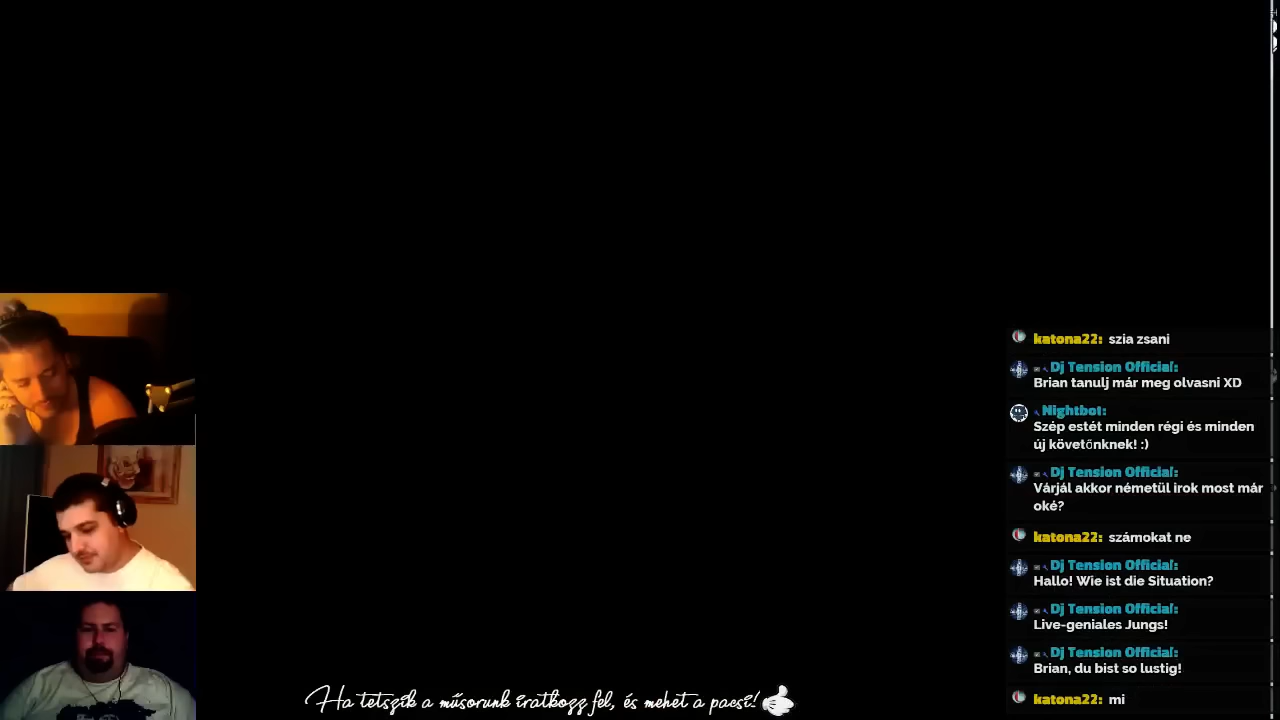 katona22: szia zsani
Dj Tension Official:
Brian tanulj már meg olvasni XD
Nightbot:
Szép estét minden régi és minden
új követőnknek! :)
Dj Tension Official:
Várjál akkor németül irok most már
oké?
katona22: számokat ne
Dj Tension Official:
Hallo! Wie ist die Situation?
Dj Tension Official:
Live-geniales Jungs!
Dj Tension Official:
Brian, du bist so lustig!
katona22: mi
Ha tetszik a műsorunk íratkozz fel, és mehet a pacsi!